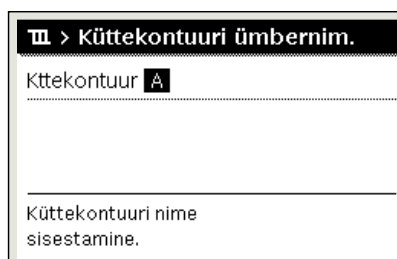 > Küttekontuuri ümbernim.
Kttekontuur A
Küttekontuuri nime
sisestamine.